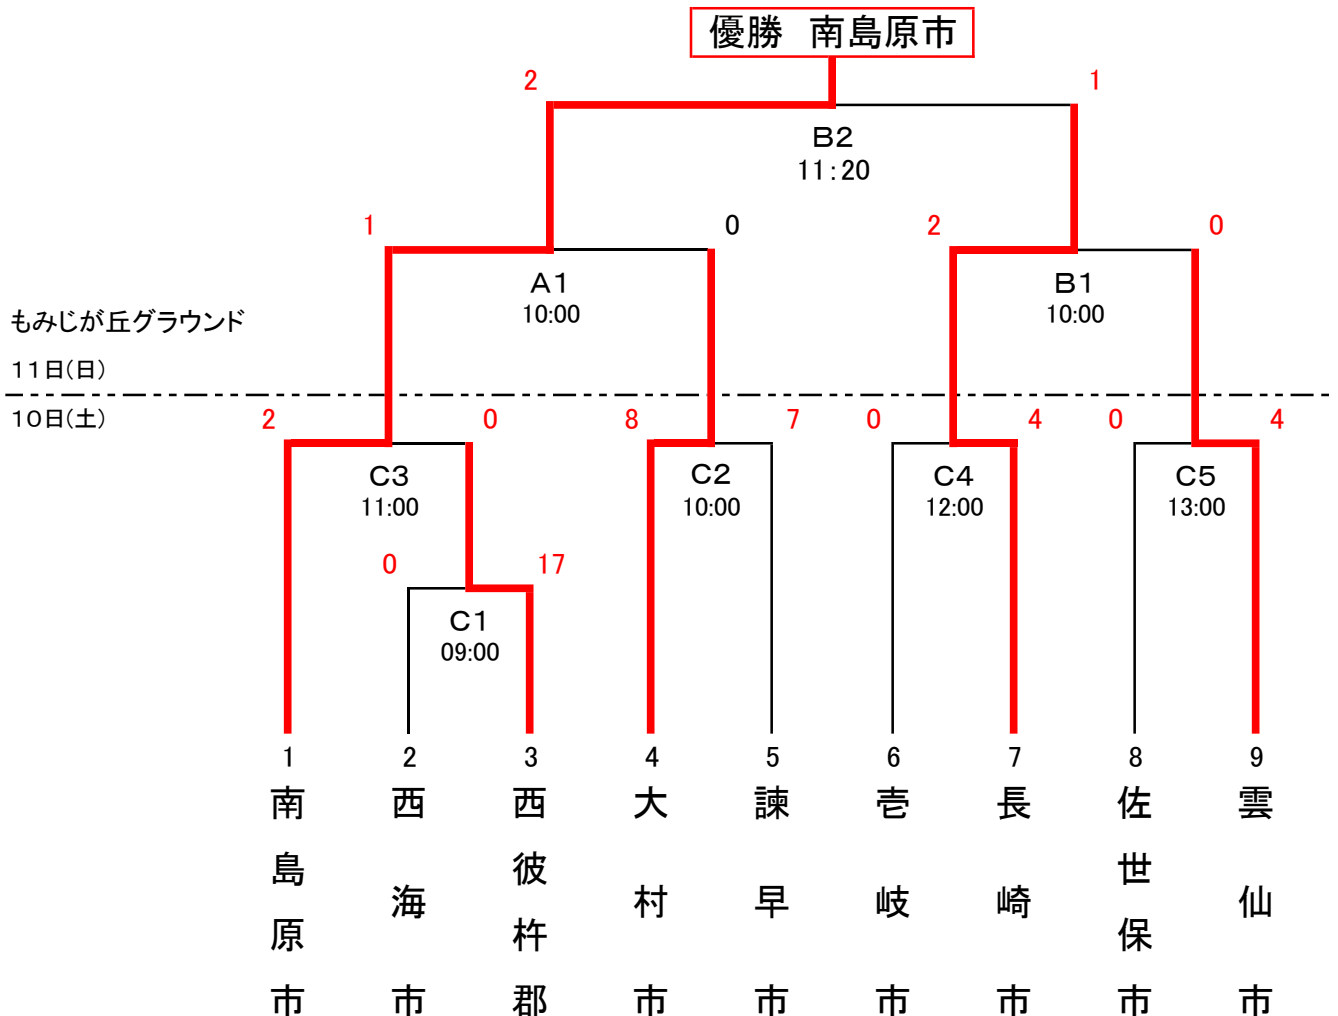 優勝　南島原市
2
1
B2
11:20
1
0
2
0
A1
10:00
B1
10:00
もみじが丘グラウンド
11日(日)
10日(土)
2
0
8
7
0
4
0
4
C3
11:00
C2
10:00
C4
12:00
C5
13:00
0
17
C1
09:00
1
2
3
4
5
6
7
8
9
南島原市
西海市
西彼杵郡
大村市
諫早市
壱岐市
長崎市
佐世保市
雲仙市